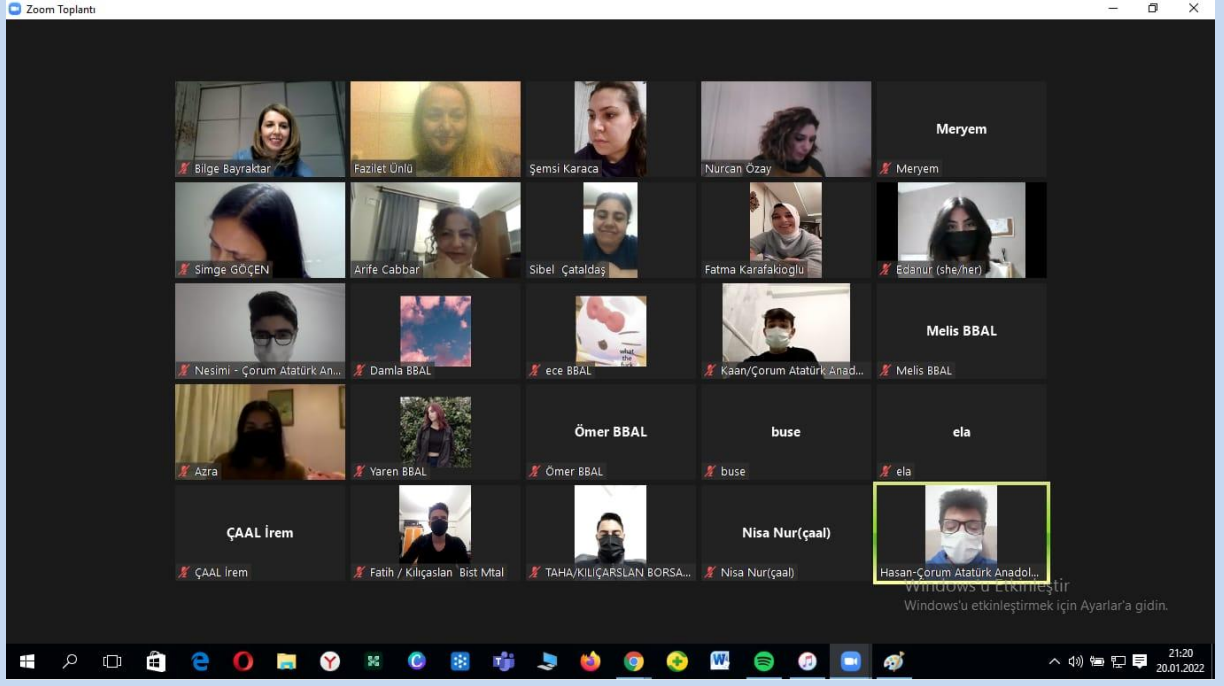 Zoom Toplantı
Bilge Bayraktar
Fazilet Ünlü
Şemsi Karaca
Nurcan Özay
Meryem
Meryem
Simge GÖÇEN
Arife Cabbar
Sibel Çataldaş
Fatma Karafakioglu
Edanur (she/her)
Nesimi - Çorum Atatürk An...
Damla BBAL
what
the
fuck
ece BBAL
Kaan/Çorum Atatürk Anad...
Melis BBAL
Melis BBAL
Azra
Yaren BBAL
Ömer BBAL
Ömer BBAL
buse
buse
ela
ela
ÇAAL İrem
ÇAAL İrem
Fatih / Kılıçaslan Bist Mtal
TAHA/KILIÇARSLAN BORSA...
Nisa Nur(çaal)
Nisa Nur(çaal)
Hasan-Çorum Atatürk Anadol...
Windows'u Etkinleştir
Windows'u etkinleştirmek için Ayarlar'a gidin.
21:20
20.01.2022